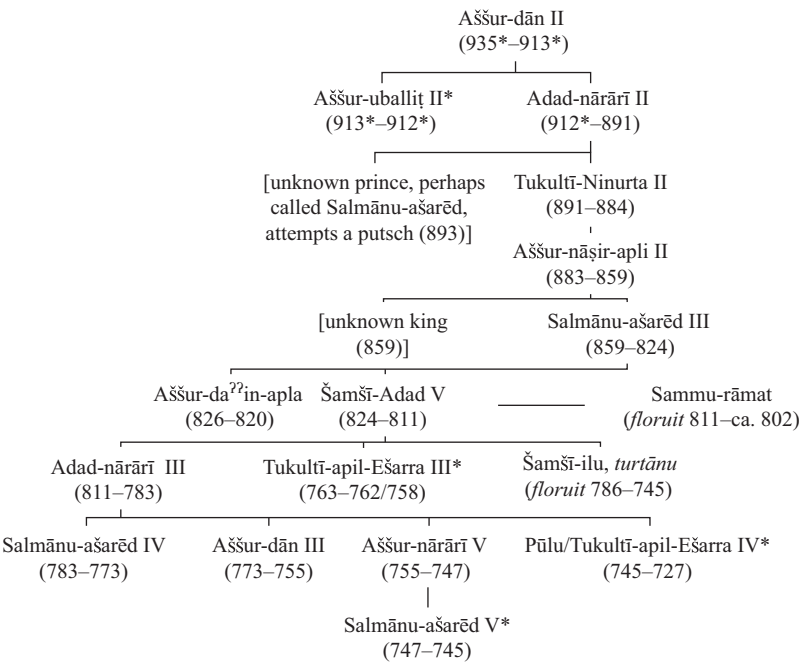 Aššur-dān II
(935*–913*)
Aššur-uballiṭ II*
(913*–912*)
Adad-nārārī II
(912*–891)
[unknown prince, perhaps
called Salmānu-ašarēd,
attempts a putsch (893)]
Tukultī-Ninurta II
(891–884)
Aššur-nāṣir-apli II
(883–859)
[unknown king
(859)]
Salmānu-ašarēd III
(859–824)
Aššur-daˀˀin-apla
(826–820)
Šamšī-Adad V
(824–811)
Sammu-rāmat
(floruit 811–ca. 802)
Adad-nārārī III
(811–783)
Tukultī-apil-Ešarra III*
(763–762/758)
Šamšī-ilu, turtānu
(floruit 786–745)
Salmānu-ašarēd IV
(783–773)
Aššur-dān III
(773–755)
Aššur-nārārī V
(755–747)
Pūlu/Tukultī-apil-Ešarra IV*
(745–727)
Salmānu-ašarēd V*
(747–745)